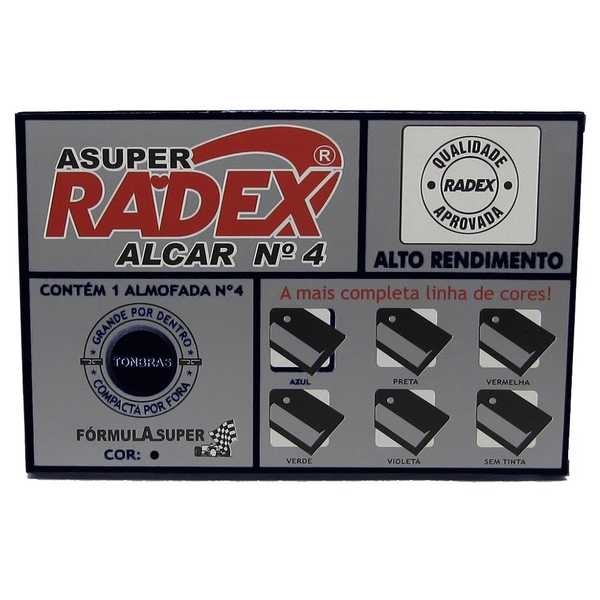 ASUPER
RADEX®
ALCAR Nº 4
QUALIDADE
RADEX
APROVADA
ALTO RENDIMENTO
CONTÉM 1 ALMOFADA Nº4
GRANDE POR DENTRO
TONBRAS
COMPACTA POR FORA
FÓRMULASUPER
COR:
A mais completa linha de cores!
AZUL
PRETA
VERMELHA
VERDE
VIOLETA
SEM TINTA